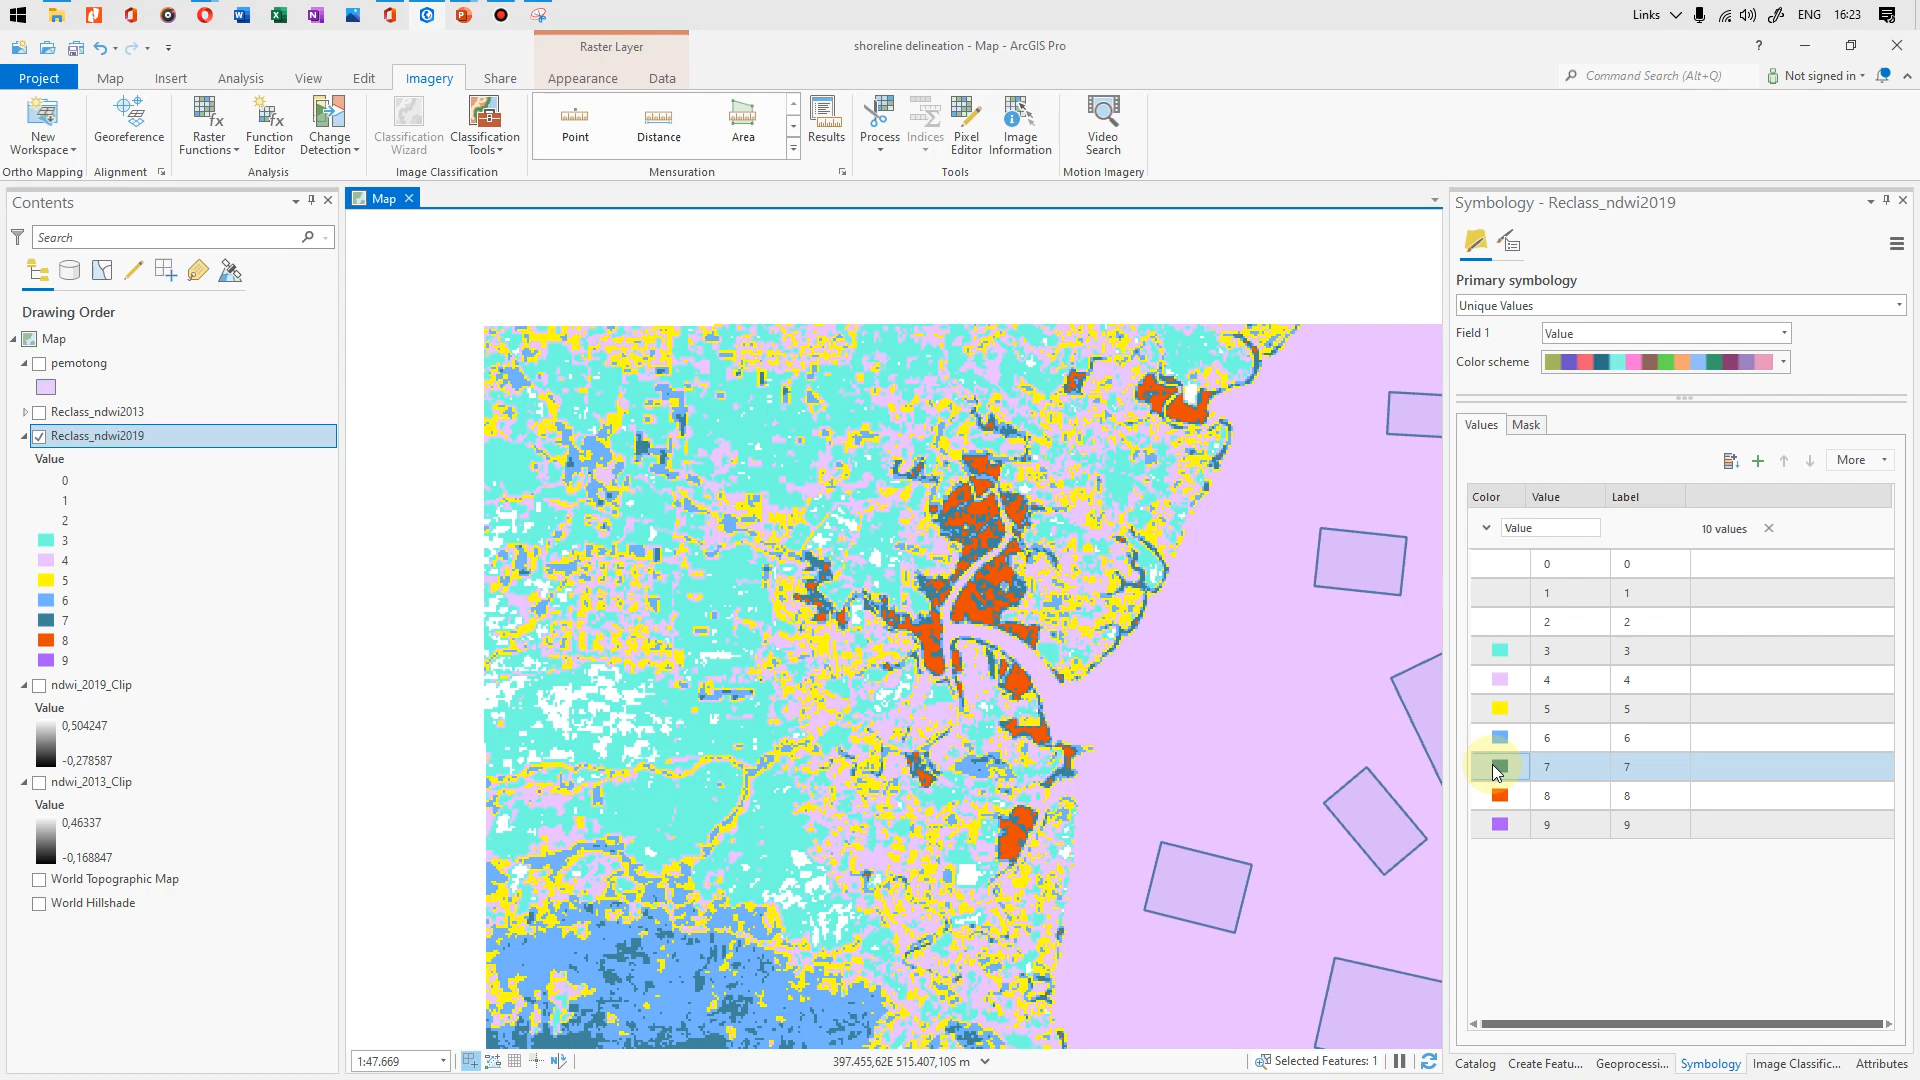 Links
ENG
16:23
Raster Layer
shoreline delineation - Map - ArcGIS Pro
?
Project
Map
Insert
Analysis
View
Edit
Imagery
Share
Appearance
Data
Command Search (Alt+Q)
Not signed in
New Workspace
Georeference
Raster Functions
Function Editor
Change Detection
Classification Wizard
Classification Tools
Point
Distance
Area
Results
Process
Indices
Pixel Editor
Image Information
Video Search
Ortho Mapping
Alignment
Analysis
Image Classification
Mensuration
Tools
Motion Imagery
Contents
Search
Drawing Order
Map
pemotong
Reclass_ndwi2013
Reclass_ndwi2019
Value
0
1
2
3
4
5
6
7
8
9
ndwi_2019_Clip
Value
0,504247
-0,278587
ndwi_2013_Clip
Value
0,46337
-0,168847
World Topographic Map
World Hillshade
Map
1:47.669
397.455,62E 515.407,10S m
Selected Features: 1
Symbology - Reclass_ndwi2019
Primary symbology
Unique Values
Field 1
Value
Color scheme
Values
Mask
More
Color
Value
Label
Value
10 values
0 0
1 1
2 2
3 3
4 4
5 5
6 6
7 7
8 8
9 9
Catalog
Create Featu...
Geoprocessi...
Symbology
Image Classific...
Attributes